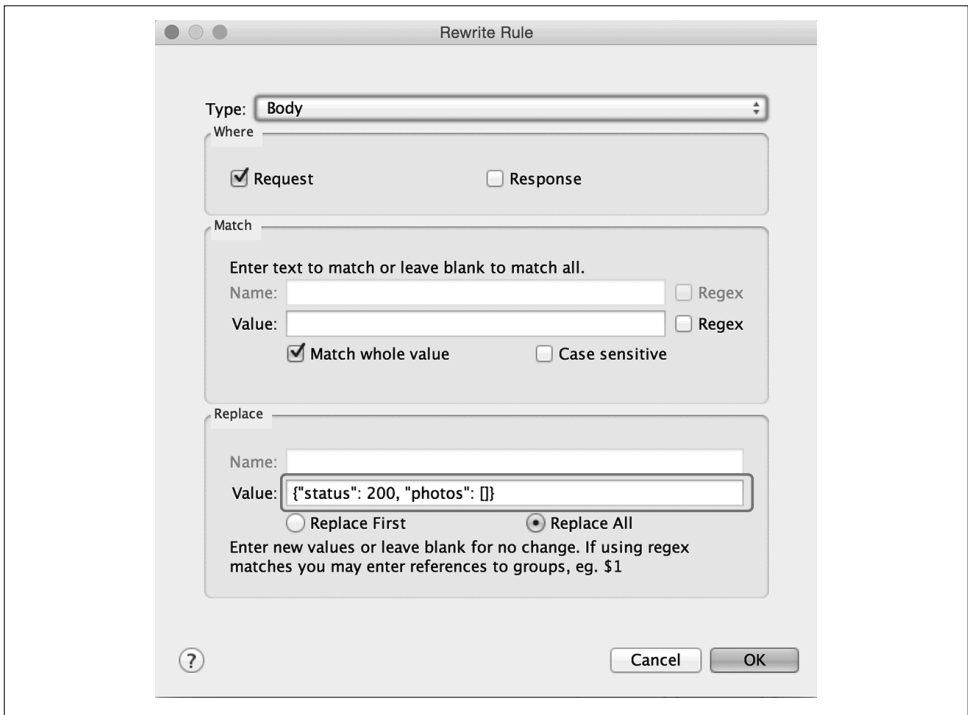 Rewrite Rule
Type: Body
Where
Request Response
Match
Enter text to match or leave blank to match all.
Name: Regex
Value: Regex
Match whole value Case sensitive
Replace
Name:
Value: {"status": 200, "photos": []}
Replace First Replace All
Enter new values or leave blank for no change. If using regex
matches you may enter references to groups, eg. $1
? Cancel OK